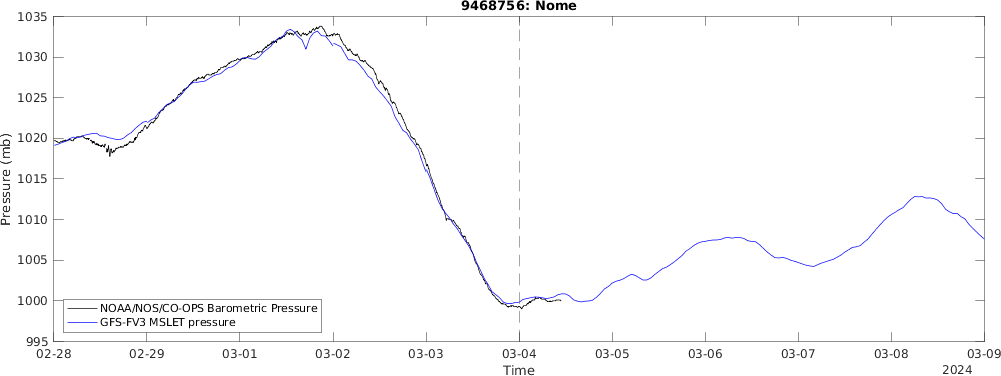 9468756: Nome
1035
1030
1025
1020
1015
1010
1005
1000
995
Pressure (mb)
NOAA/NOS/CO-OPS Barometric Pressure
GFS-FV3 MSLET pressure
02-28 02-29 03-01 03-02 03-03 03-04 03-05 03-06 03-07 03-08 03-09
Time
2024